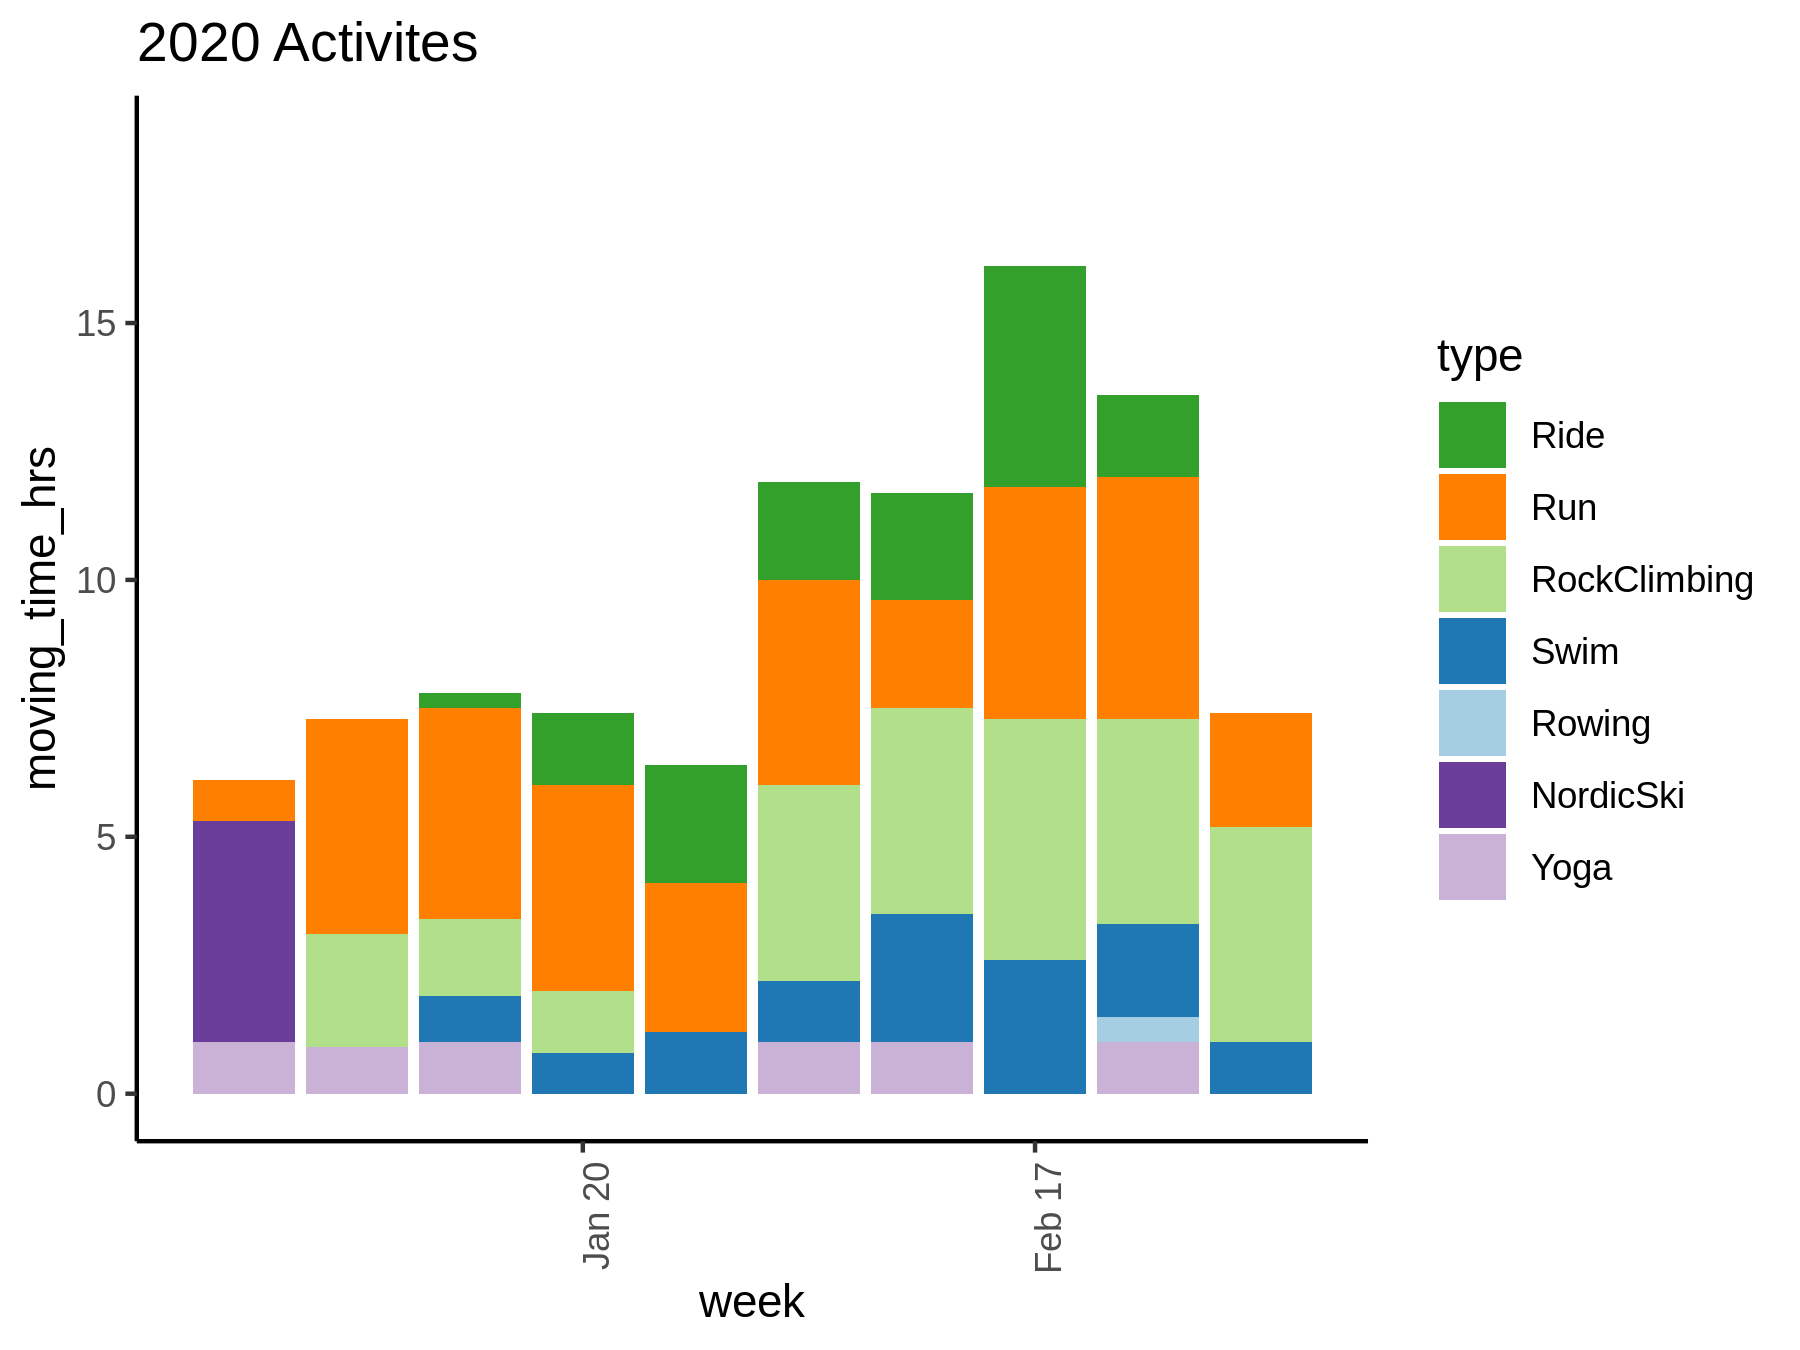 2020 Activites
moving_time_hrs
15
10
5
0
Jan 20
Feb 17
week
type
Ride
Run
RockClimbing
Swim
Rowing
NordicSki
Yoga